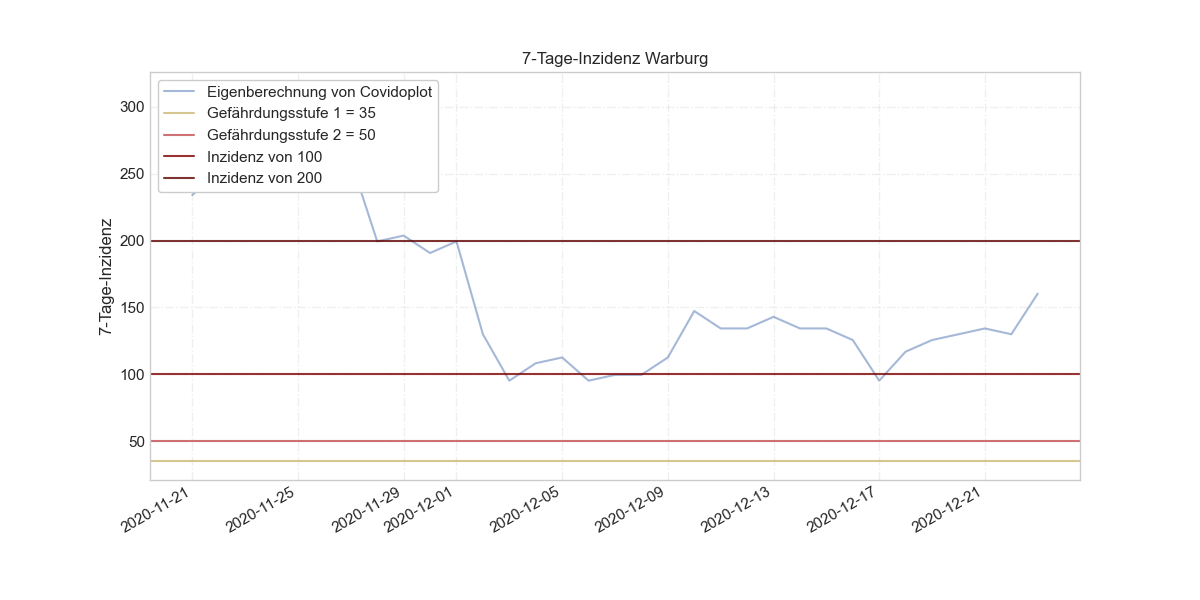 7-Tage-Inzidenz Warburg
Eigenberechnung von Covidoplot
Gefährdungsstufe 1 = 35
Gefährdungsstufe 2 = 50
Inzidenz von 100
Inzidenz von 200
7-Tage-Inzidenz
300
250
200
150
100
50
2020-11-21
2020-11-25
2020-11-29
2020-12-01
2020-12-05
2020-12-09
2020-12-13
2020-12-17
2020-12-21